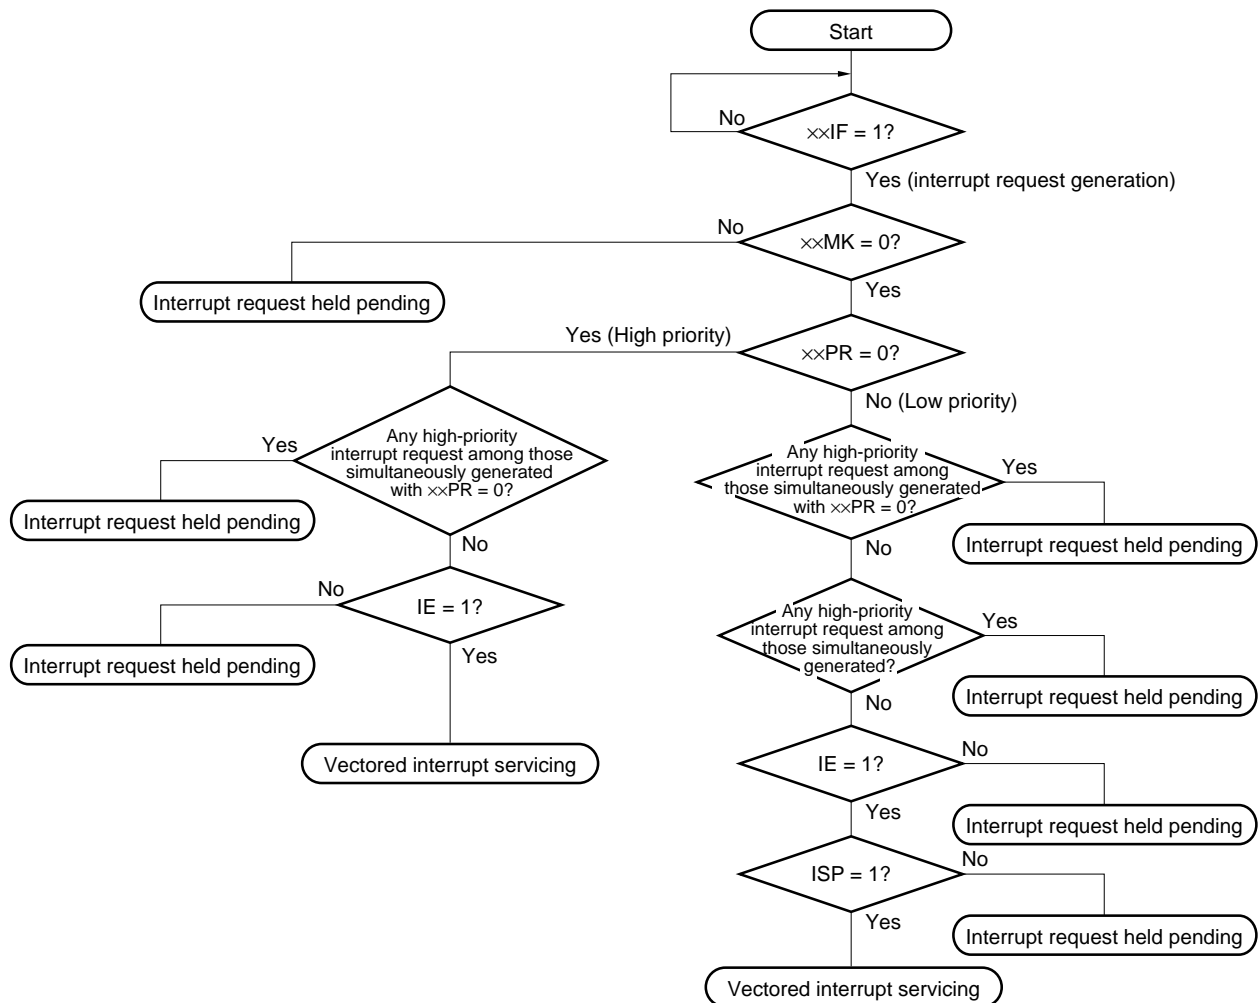 Start
No
××IF = 1?
Yes (interrupt request generation)
No
××MK = 0?
Interrupt request held pending
Yes
Yes (High priority)
××PR = 0?
No (Low priority)
Yes
Any high-priority
interrupt request among those
simultaneously generated
with ××PR = 0?
Any high-priority
interrupt request among
those simultaneously generated
with ××PR = 0?
Yes
Interrupt request held pending
No
Interrupt request held pending
No
No
IE = 1?
Any high-priority
interrupt request among
those simultaneously
generated?
Yes
Interrupt request held pending
Yes
Interrupt request held pending
No
Vectored interrupt servicing
IE = 1?
No
Yes
Interrupt request held pending
ISP = 1?
No
Yes
Interrupt request held pending
Vectored interrupt servicing